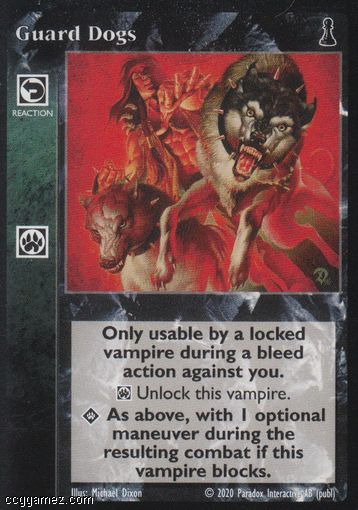 Guard Dogs
REACTION
Only usable by a locked
vampire during a bleed
action against you.
Unlock this vampire.
As above, with 1 optional
maneuver during the
resulting combat if this
vampire blocks.
Illus: Michael Dixon
© 2020 Paradox Interactive AB (publ)
ccggamez.com